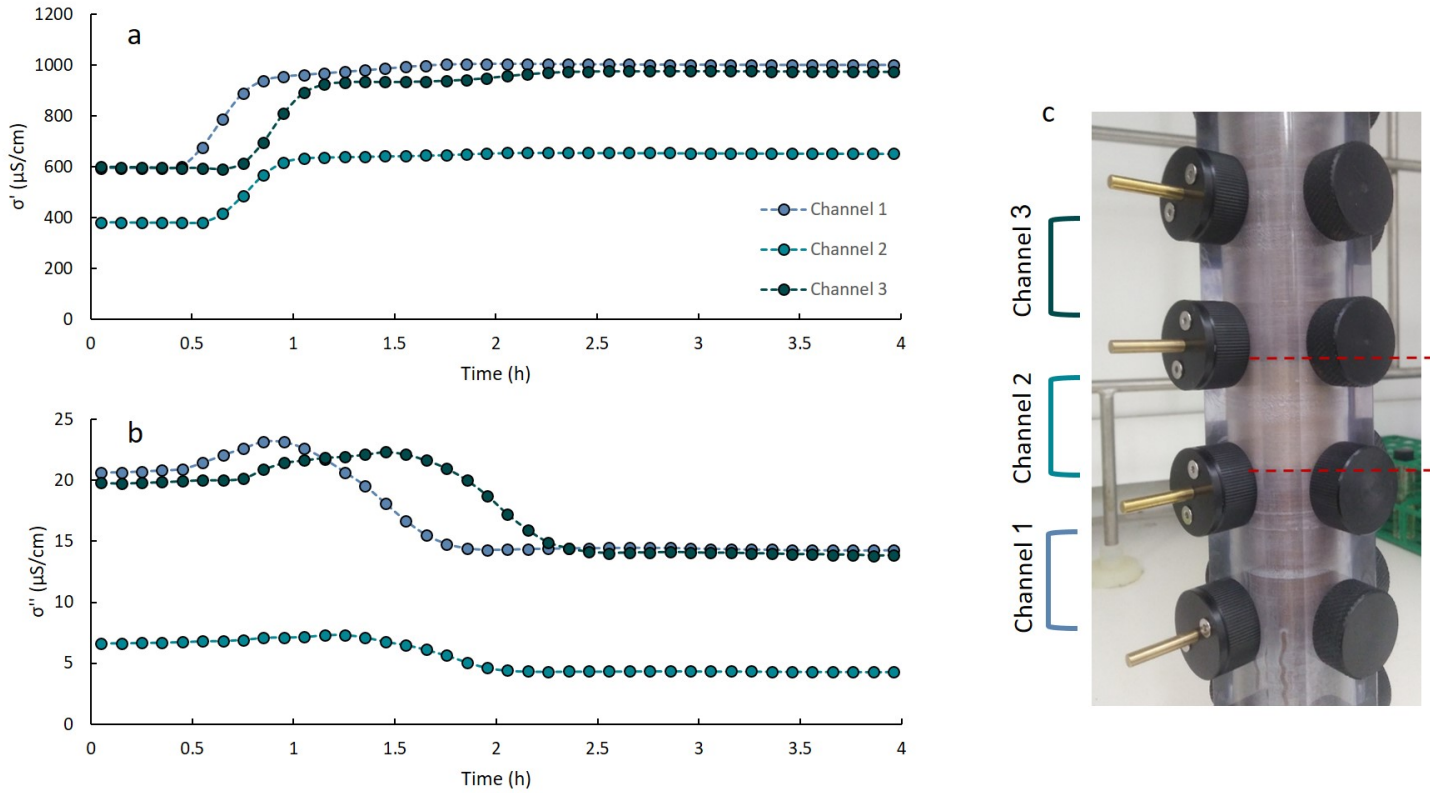 a
1200
1000
800
600
400
200
0
σ' (µS/cm)
Channel 1
Channel 2
Channel 3
0 0.5 1 1.5 2 2.5 3 3.5 4
Time (h)
b
25
20
15
10
5
0
σ'' (µS/cm)
0 0.5 1 1.5 2 2.5 3 3.5 4
Time (h)
c
Channel 3
Channel 2
Channel 1